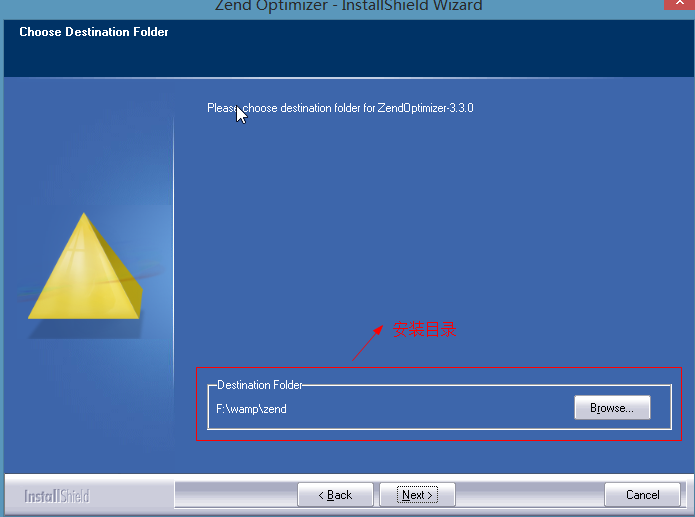 Zend Optimizer - InstallShield Wizard
Choose Destination Folder
Please choose destination folder for ZendOptimizer-3.3.0
安装目录
Destination Folder
F:\wamp\zend
Browse...
InstallShield
< Back
Next >
Cancel